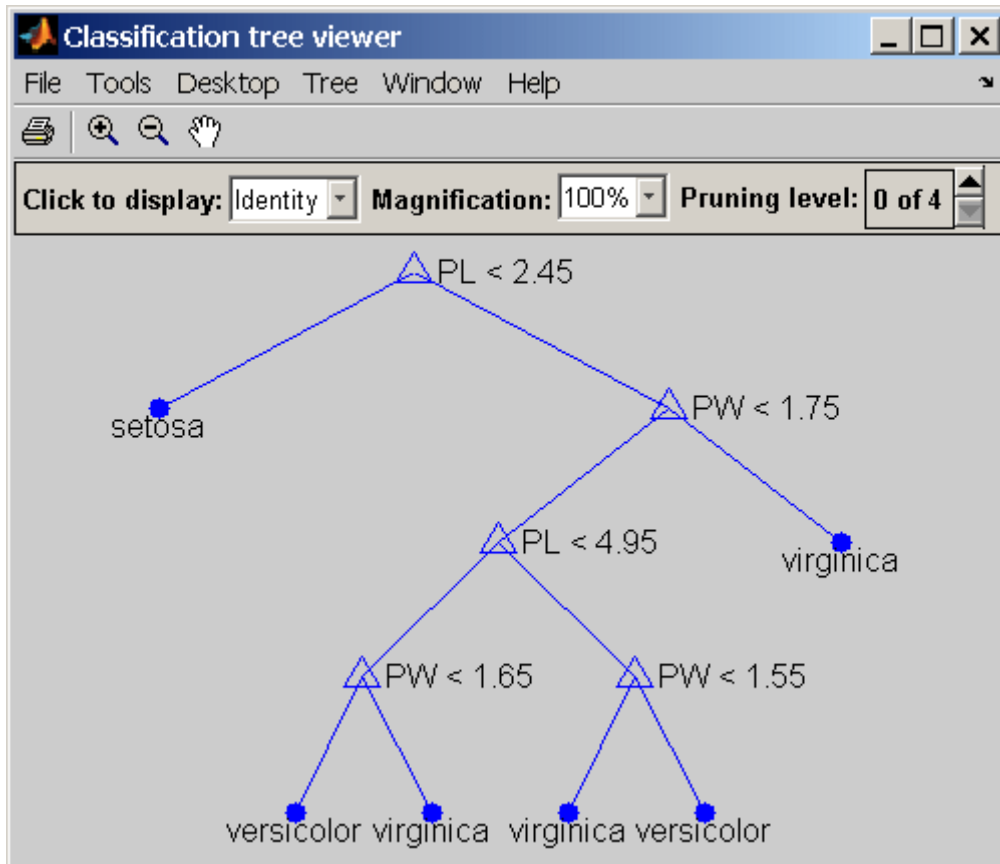 Classification tree viewer
File Tools Desktop Tree Window Help
Click to display: Identity Magnification: 100% Pruning level: 0 of 4
PL < 2.45
setosa
PW < 1.75
PL < 4.95
virginica
PW < 1.65
PW < 1.55
versicolor virginica virginica versicolor